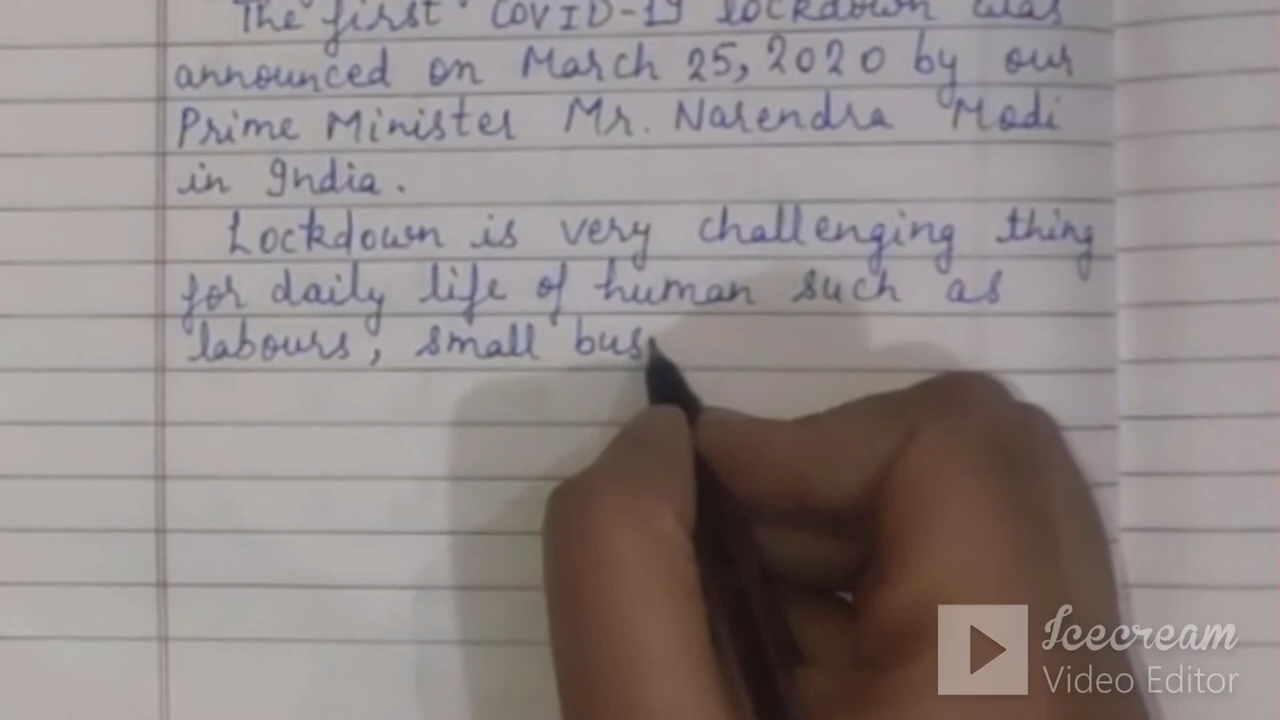 The first COVID-19 lockdown was
announced on March 25, 2020 by our
Prime Minister Mr. Narendra Modi
in India.
Lockdown is very challenging thing
for daily life of human such as
labours, small bus
Icecream
Video Editor